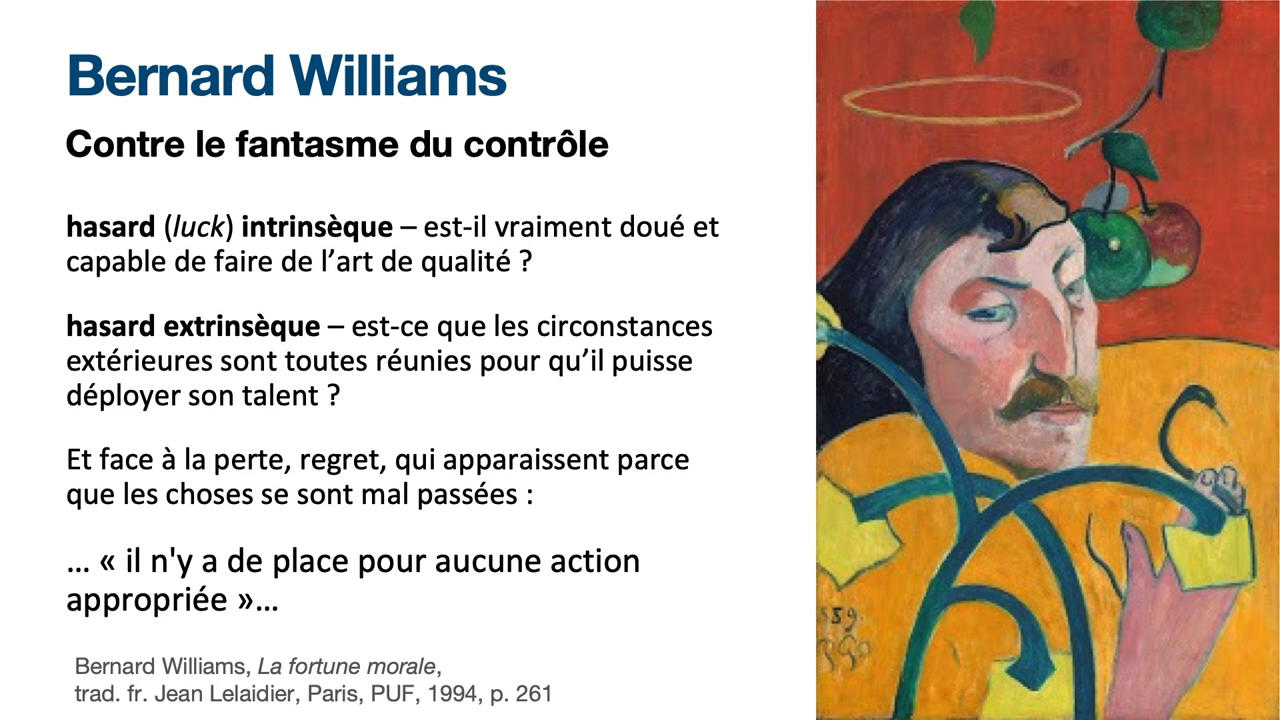 Bernard Williams
Contre le fantasme du contrôle
hasard (luck) intrinsèque – est-il vraiment doué et
capable de faire de l’art de qualité ?
hasard extrinsèque – est-ce que les circonstances
extérieures sont toutes réunies pour qu’il puisse
déployer son talent ?
Et face à la perte, regret, qui apparaissent parce
que les choses se sont mal passées :
… « il n'y a de place pour aucune action
appropriée »…
Bernard Williams, La fortune morale,
trad. fr. Jean Lelaidier, Paris, PUF, 1994, p. 261